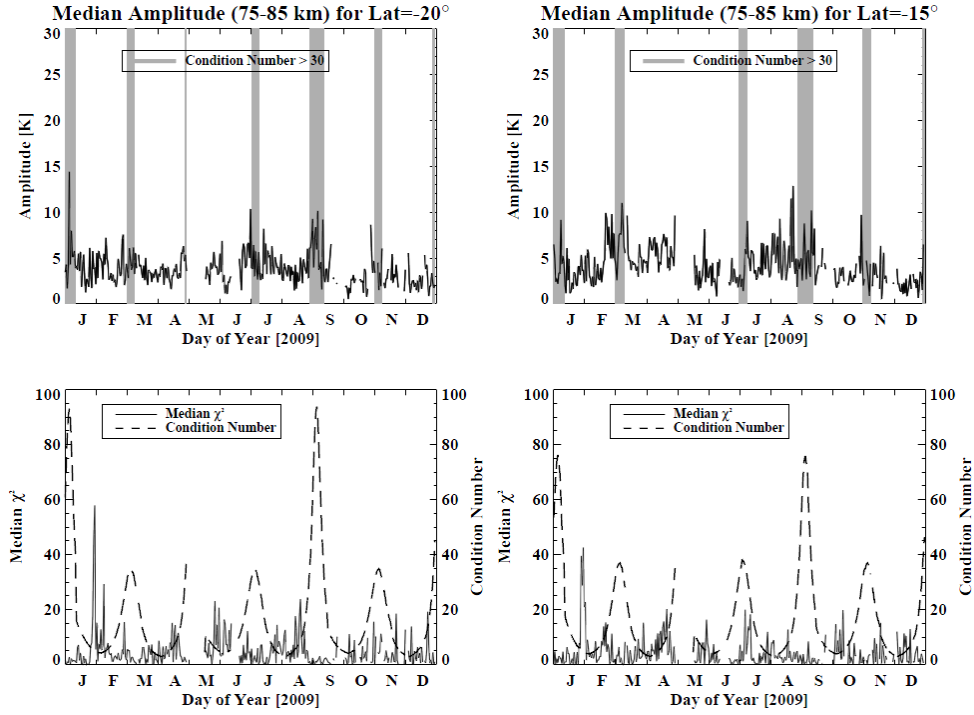 Median Amplitude (75-85 km) for Lat=-20°
30
25
20
15
10
5
0
Amplitude [K]
Condition Number > 30
J F M A M J J A S O N D
Day of Year [2009]
Median Amplitude (75-85 km) for Lat=-15°
30
25
20
15
10
5
0
Amplitude [K]
Condition Number > 30
J F M A M J J A S O N D
Day of Year [2009]
100
80
60
40
20
0
Median χ²
Median χ²
Condition Number
100
80
60
40
20
0
Condition Number
J F M A M J J A S O N D
Day of Year [2009]
100
80
60
40
20
0
Median χ²
Median χ²
Condition Number
100
80
60
40
20
0
Condition Number
J F M A M J J A S O N D
Day of Year [2009]